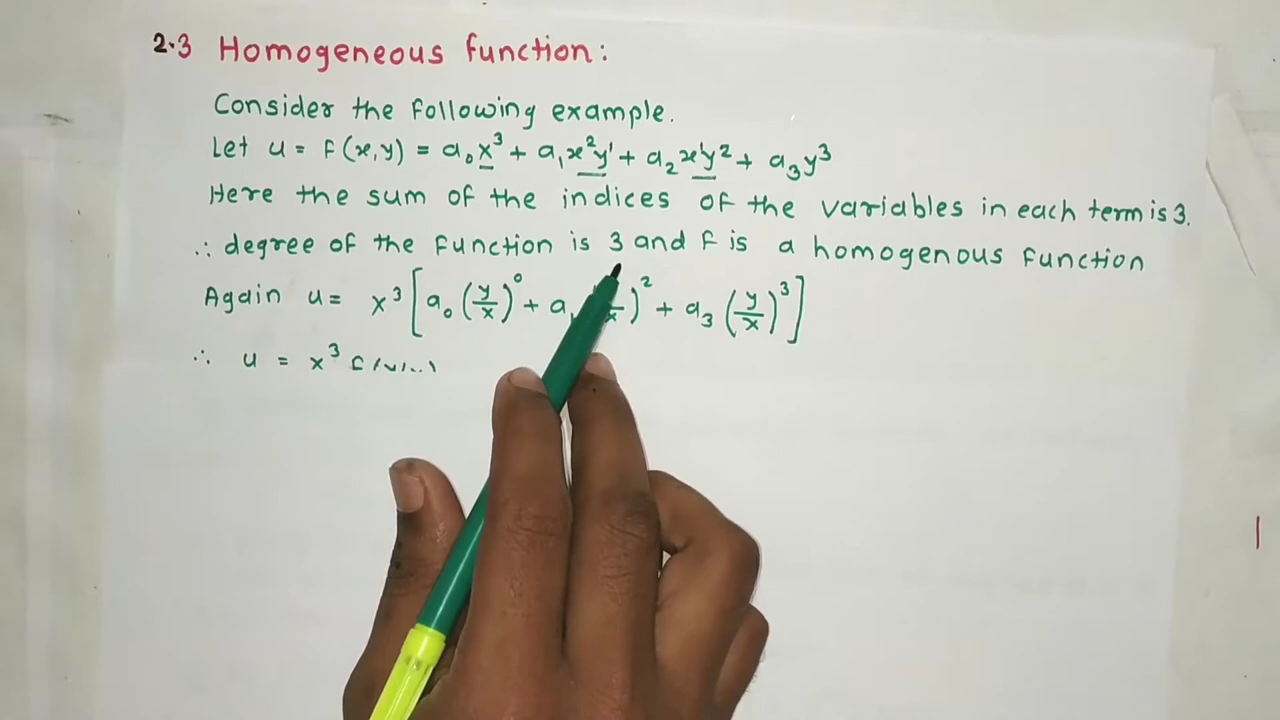 2.3 Homogeneous function:
Consider the following example.
Let u = f(x,y) = a₀x³ + a₁x²y¹ + a₂x¹y² + a₃y³
Here the sum of the indices of the variables in each term is 3.
∴ degree of the function is 3 and f is a homogenous function
Again u = x³ [a₀ (y/x)⁰ + a )² + a₃ (y/x)³]
∴ u = x³ f